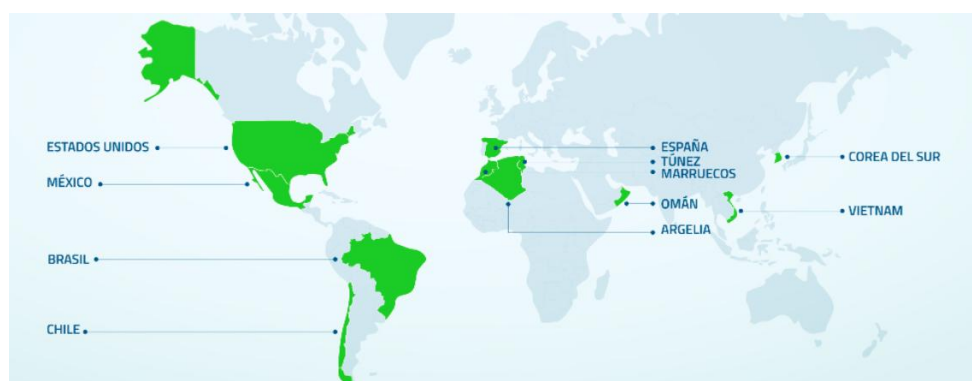 ESTADOS UNIDOS
MÉXICO
BRASIL
CHILE
ESPAÑA
TÚNEZ
MARRUECOS
OMÁN
ARGELIA
COREA DEL SUR
VIETNAM